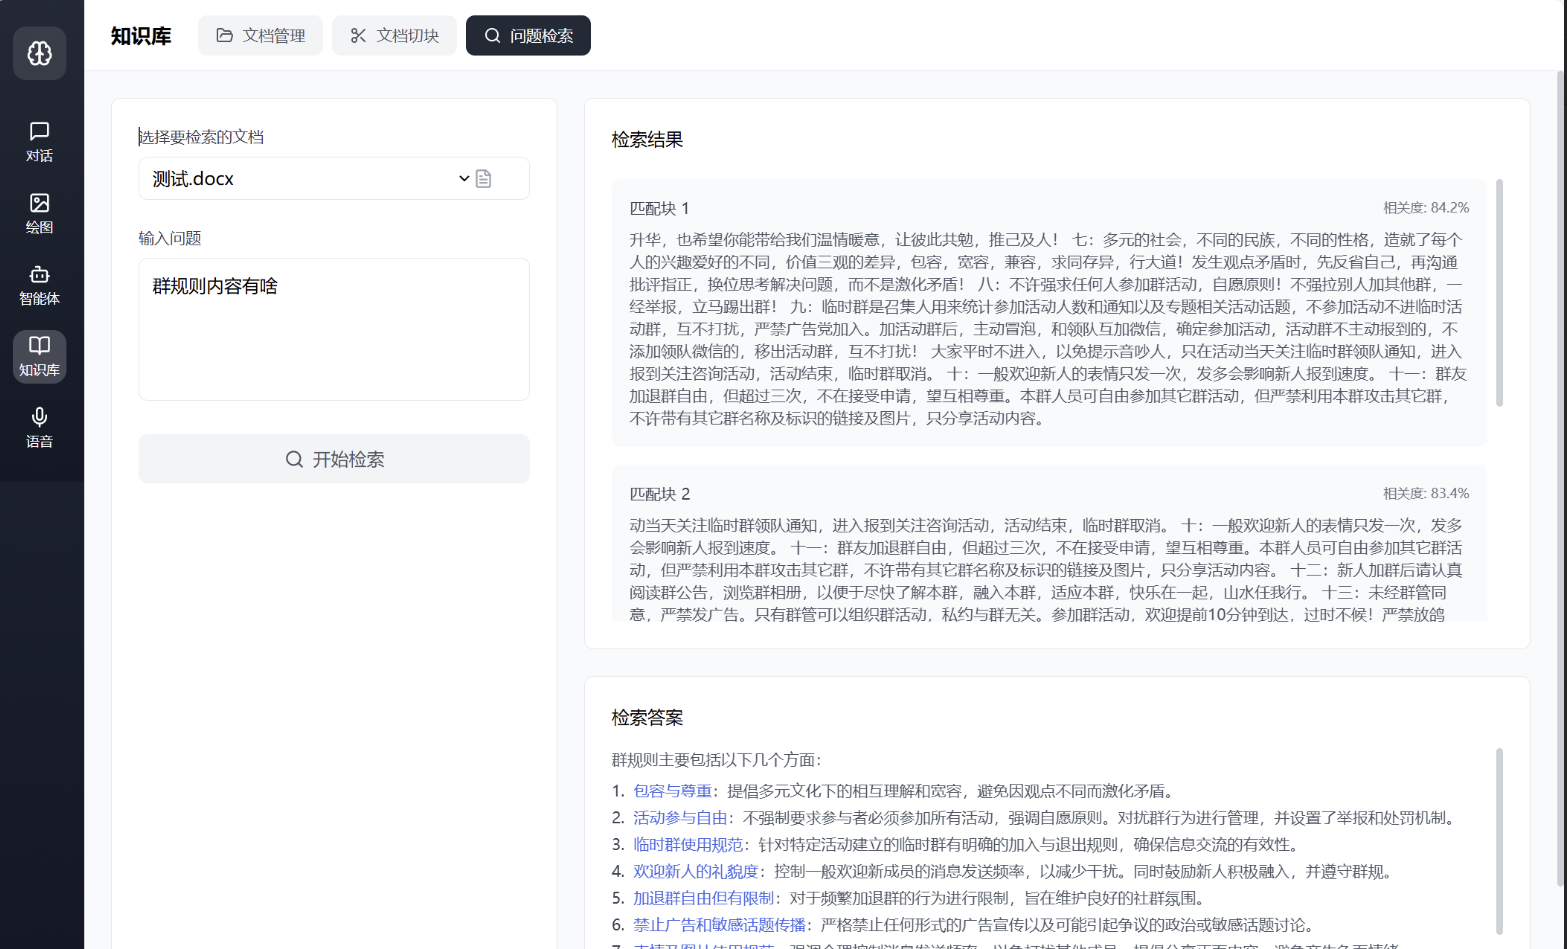 知识库
文档管理
文档切块
问题检索
对话
绘图
智能体
知识库
语音
选择要检索的文档
测试.docx
输入问题
群规则内容有啥
开始检索
检索结果
匹配块 1
相关度: 84.2%
升华，也希望你能带给我们温情暖意，让彼此共勉，推己及人！ 七：多元的社会，不同的民族，不同的性格，造就了每个
人的兴趣爱好的不同，价值三观的差异，包容，宽容，兼容，求同存异，行大道！发生观点矛盾时，先反省自己，再沟通
批评指正，换位思考解决问题，而不是激化矛盾！ 八：不许强求任何人参加群活动，自愿原则！不强拉别人加其他群，一
经举报，立马踢出群！ 九：临时群是召集人用来统计参加活动人数和通知以及专题相关活动话题，不参加活动不进临时活
动群，互不打扰，严禁广告党加入。加活动群后，主动冒泡，和领队互加微信，确定参加活动，活动群不主动报到的，不
添加领队微信的，移出活动群，互不打扰！ 大家平时不进入，以免提示音吵人，只在活动当天关注临时群领队通知，进入
报到关注咨询活动，活动结束，临时群取消。 十：一般欢迎新人的表情只发一次，发多会影响新人报到速度。 十一：群友
加退群自由，但超过三次，不在接受申请，望互相尊重。本群人员可自由参加其它群活动，但严禁利用本群攻击其它群，
不许带有其它群名称及标识的链接及图片，只分享活动内容。
匹配块 2
相关度: 83.4%
动当天关注临时群领队通知，进入报到关注咨询活动，活动结束，临时群取消。 十：一般欢迎新人的表情只发一次，发多
会影响新人报到速度。 十一：群友加退群自由，但超过三次，不在接受申请，望互相尊重。本群人员可自由参加其它群活
动，但严禁利用本群攻击其它群，不许带有其它群名称及标识的链接及图片，只分享活动内容。 十二：新人加群后请认真
阅读群公告，浏览群相册，以便于尽快了解本群，融入本群，适应本群，快乐在一起，山水任我行。 十三：未经群管同
意，严禁发广告。只有群管可以组织群活动，私约与群无关。参加群活动，欢迎提前10分钟到达，过时不候！严禁放鸽
检索答案
群规则主要包括以下几个方面：
1. 包容与尊重：提倡多元文化下的相互理解和宽容，避免因观点不同而激化矛盾。
2. 活动参与自由：不强制要求参与者必须参加所有活动，强调自愿原则。对扰群行为进行管理，并设置了举报和处罚机制。
3. 临时群使用规范：针对特定活动建立的临时群有明确的加入与退出规则，确保信息交流的有效性。
4. 欢迎新人的礼貌度：控制一般欢迎新成员的消息发送频率，以减少干扰。同时鼓励新人积极融入，并遵守群规。
5. 加退群自由但有限制：对于频繁加退群的行为进行限制，旨在维护良好的社群氛围。
6. 禁止广告和敏感话题传播：严格禁止任何形式的广告宣传以及可能引起争议的政治或敏感话题讨论。